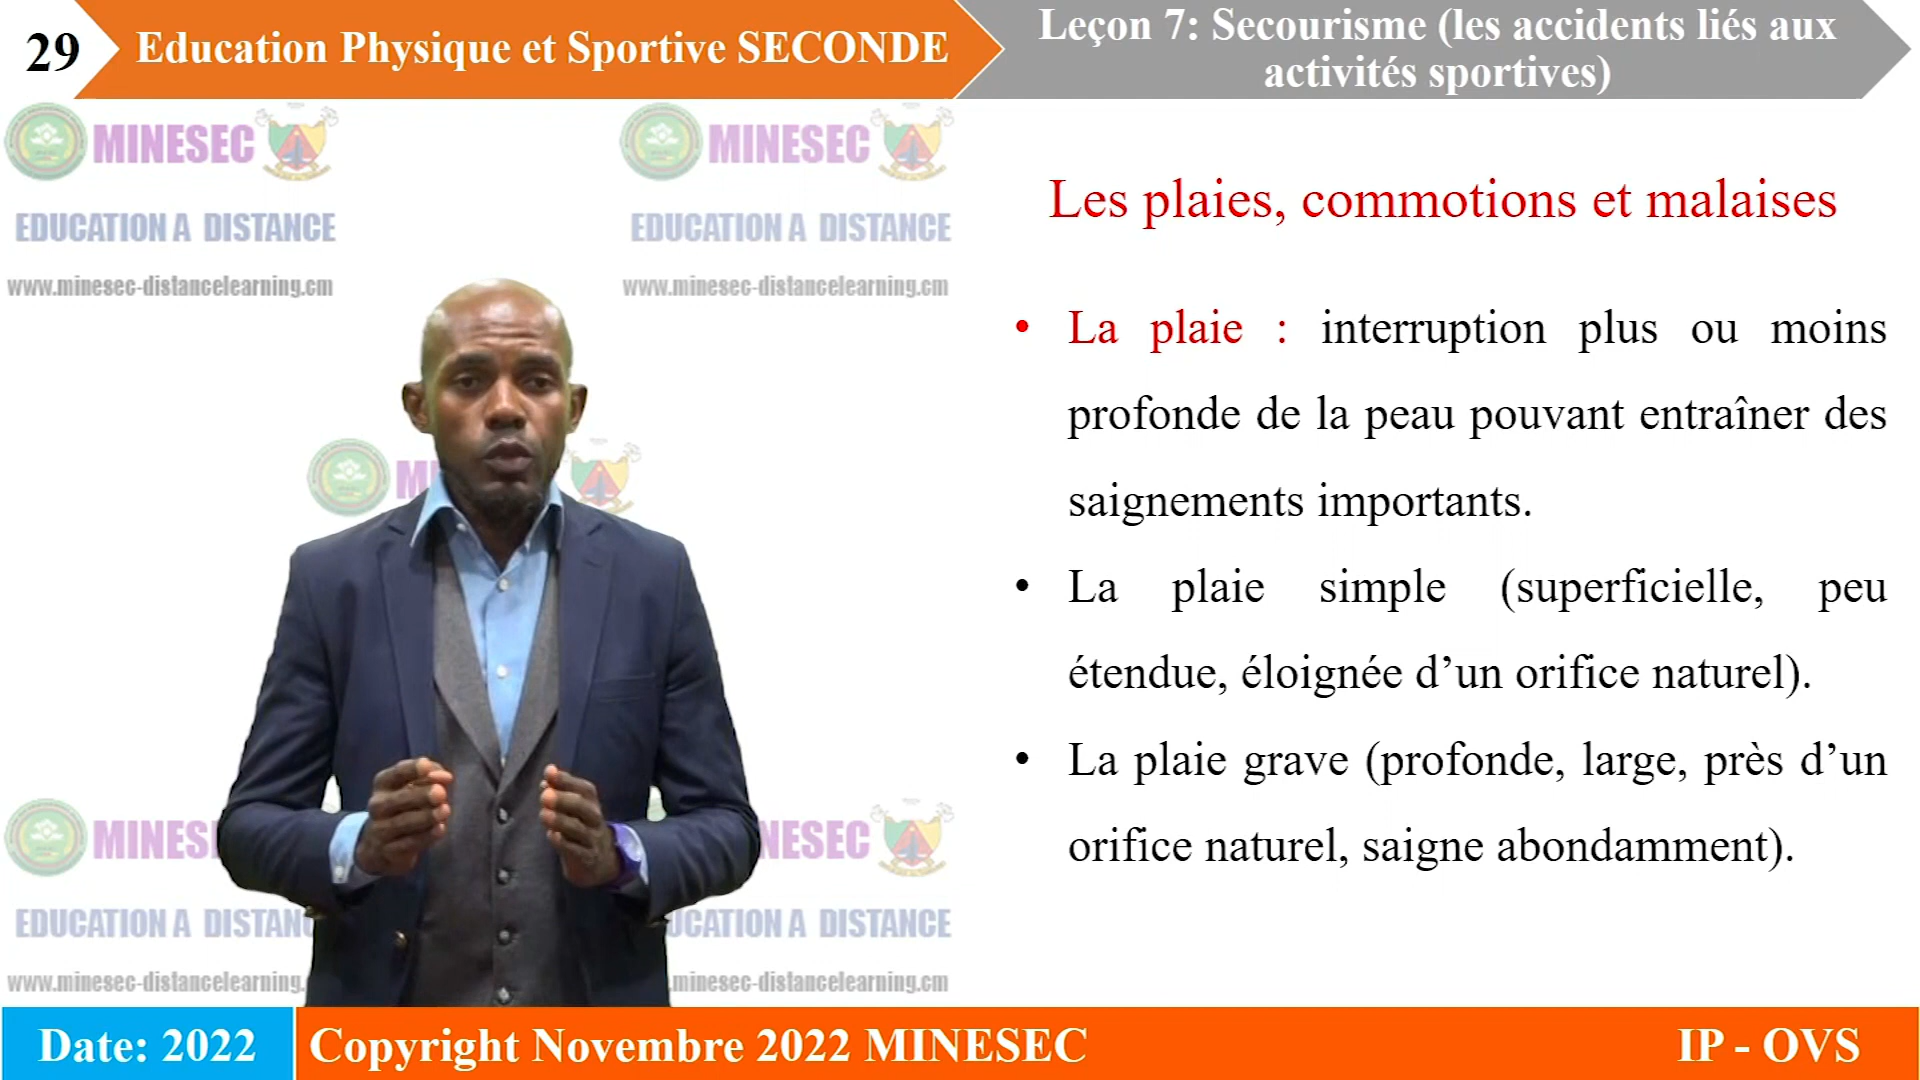 29
Education Physique et Sportive SECONDE
Leçon 7: Secourisme (les accidents liés aux
activités sportives)
MINESEC
EDUCATION A DISTANCE
www.minesec-distancelearning.cm
MINESEC
EDUCATION A DISTANCE
www.minesec-distancelearning.cm
Les plaies, commotions et malaises
• La plaie : interruption plus ou moins
profonde de la peau pouvant entraîner des
saignements importants.
• La plaie simple (superficielle, peu
étendue, éloignée d’un orifice naturel).
• La plaie grave (profonde, large, près d’un
orifice naturel, saigne abondamment).
MINES
EDUCATION A DISTAN
www.minesec-distancelearning.
NESEC
UCATION A DISTANCE
minesec-distancelearning.cm
Date: 2022
Copyright Novembre 2022 MINESEC
IP - OVS